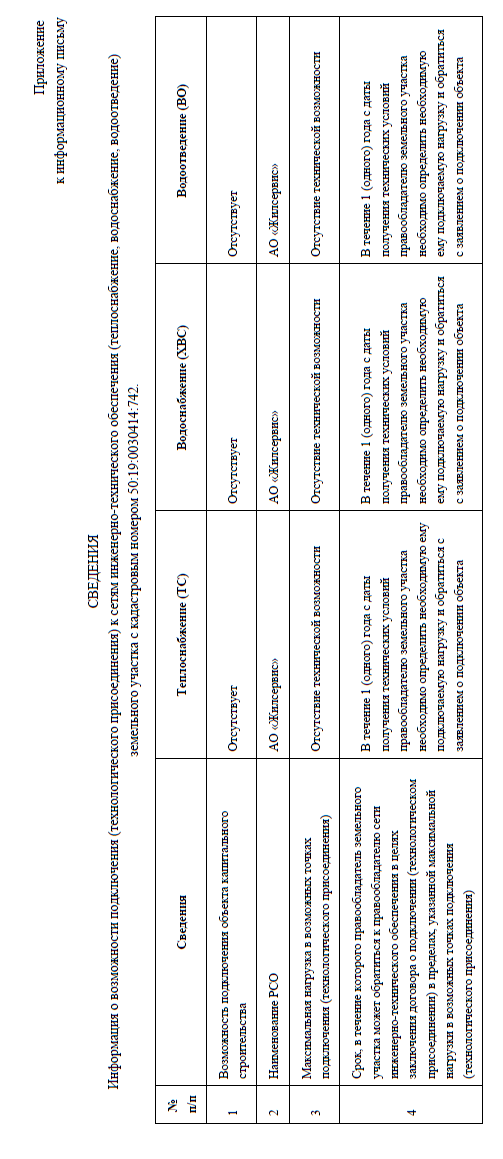 Приложение
к информационному письму
СВЕДЕНИЯ
Информация о возможности подключения (технологического присоединения) к сетям инженерно-технического обеспечения (теплоснабжение, водоснабжение, водоотведение)
земельного участка с кадастровым номером 50:19:0030414:742.
№
п/п
Сведения
Теплоснабжение (ТС)
Водоснабжение (ХВС)
Водоотведение (ВО)
1
Возможность подключения объекта капитального
строительства
Отсутствует
Отсутствует
Отсутствует
2
Наименование РСО
АО «Жилсервис»
АО «Жилсервис»
АО «Жилсервис»
3
Максимальная нагрузка в возможных точках
подключения (технологического присоединения)
Отсутствие технической возможности
Отсутствие технической возможности
Отсутствие технической возможности
4
Срок, в течение которого правообладатель земельного
участка может обратиться к правообладателю сети
инженерно-технического обеспечения в целях
заключения договора о подключении (технологическом
присоединении) в пределах, указанной максимальной
нагрузки в возможных точках подключения
(технологического присоединения)
В течение 1 (одного) года с даты
получения технических условий
правообладателю земельного участка
необходимо определить необходимую ему
подключаемую нагрузку и обратиться с
заявлением о подключении объекта
В течение 1 (одного) года с даты
получения технических условий
правообладателю земельного участка
необходимо определить необходимую
ему подключаемую нагрузку и обратиться
с заявлением о подключении объекта
В течение 1 (одного) года с даты
получения технических условий
правообладателю земельного участка
необходимо определить необходимую
ему подключаемую нагрузку и обратиться
с заявлением о подключении объекта